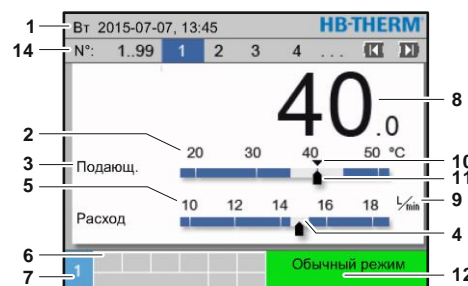 1 Вт 2015-07-07, 13:45 HB-THERM
14 N°: 1..99 1 2 3 4 ...
40.0 8
2 20 30 40 50 °C 10
3 Подающ. 11
5 10 12 14 16 18 L/min 9
Расход 4
6 Обычный режим
7 1 12